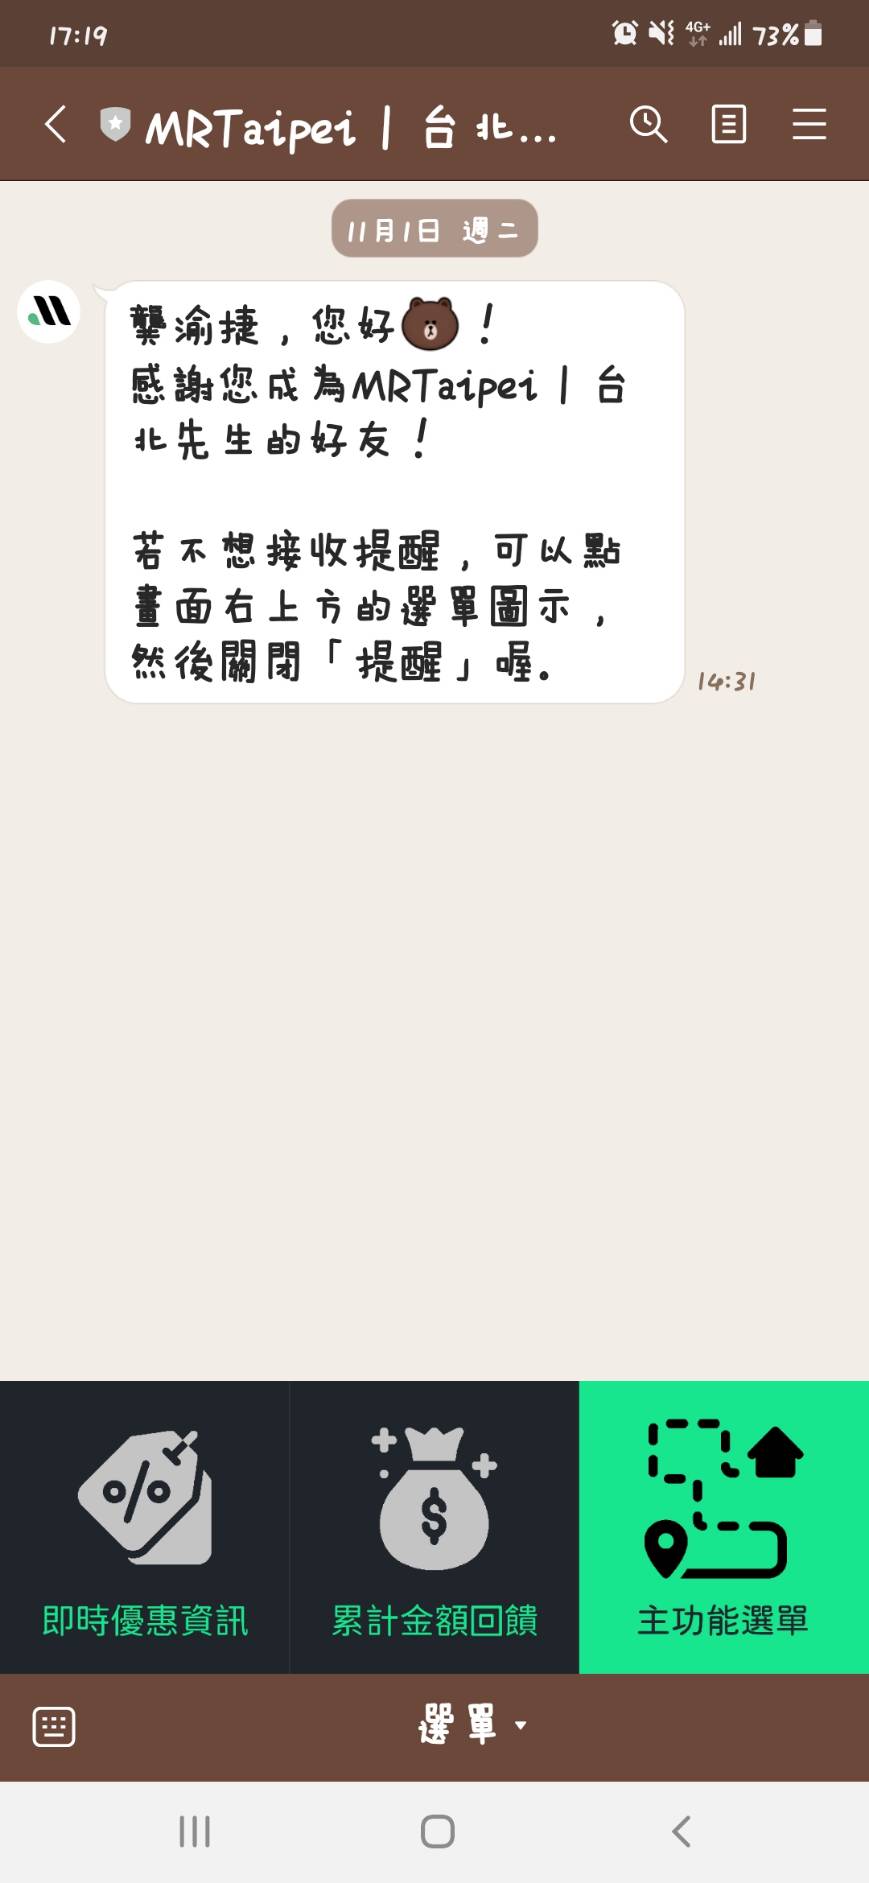 17:19
4G+
73%
MRTaipei | 台北...
11月1日 週二
龔渝捷，您好！
感謝您成為MRTaipei | 台
北先生的好友！
若不想接收提醒，可以點
畫面右上方的選單圖示，
然後關閉「提醒」喔。
14:31
即時優惠資訊
累計金額回饋
主功能選單
選單